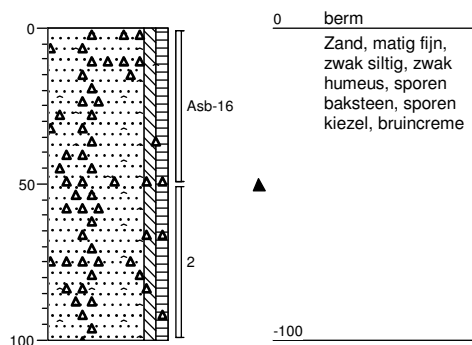 0
50
100
Asb-16
2
0 berm
Zand, matig fijn,
zwak siltig, zwak
humeus, sporen
baksteen, sporen
kiezel, bruincreme
-100